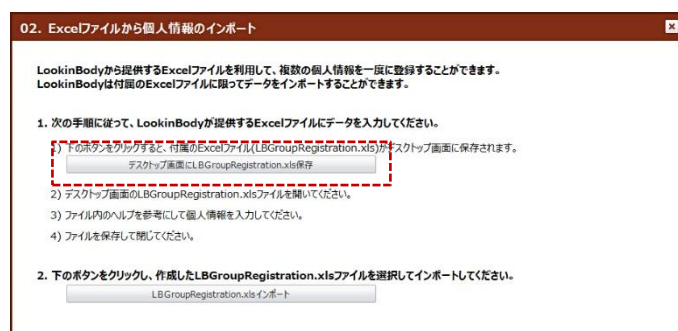 02. Excelファイルから個人情報のインポート
LookinBodyから提供するExcelファイルを利用して、複数の個人情報を一度に登録することができます。
LookinBodyは付属のExcelファイルに限ってデータをインポートすることができます。
1. 次の手順に従って、LookinBodyが提供するExcelファイルにデータを入力してください。
1) 下のボタンをクリックすると、付属のExcelファイル(LBGroupRegistration.xls)がデスクトップ画面に保存されます。
デスクトップ画面にLBGroupRegistration.xls保存
2) デスクトップ画面のLBGroupRegistration.xlsファイルを開いてください。
3) ファイル内のヘルプを参考にして個人情報を入力してください。
4) ファイルを保存して閉じてください。
2. 下のボタンをクリックし、作成したLBGroupRegistration.xlsファイルを選択してインポートしてください。
LBGroupRegistration.xlsインポート